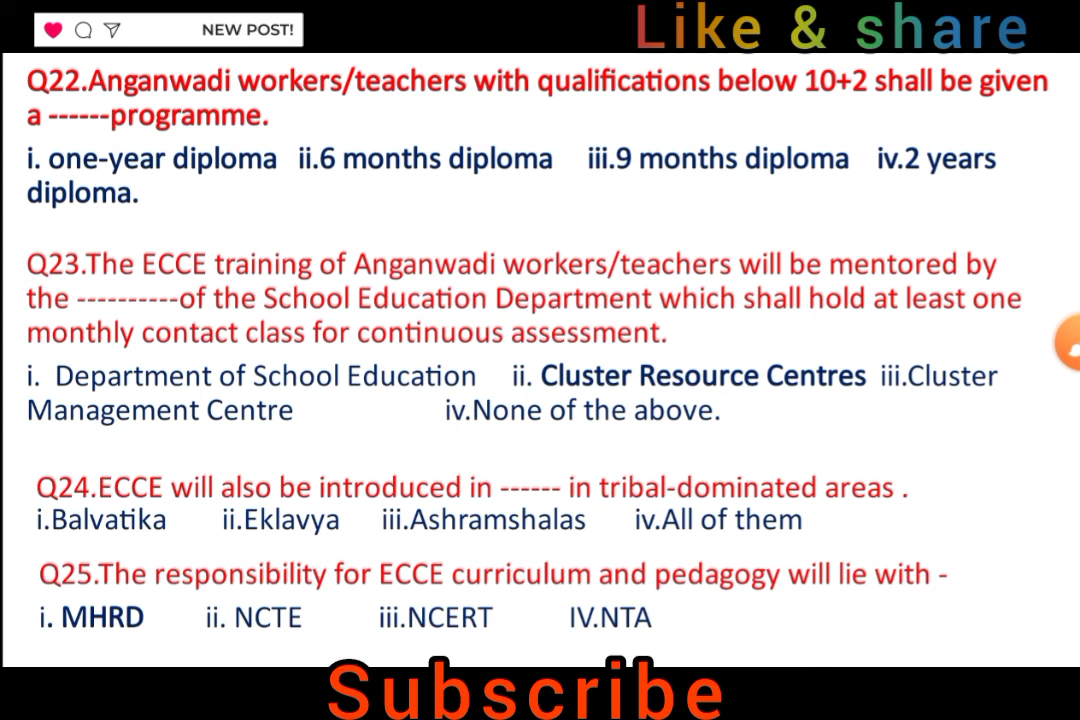 NEW POST!
Like & share
Q22.Anganwadi workers/teachers with qualifications below 10+2 shall be given
a ------programme.
i. one-year diploma ii.6 months diploma iii.9 months diploma iv.2 years
diploma.
Q23.The ECCE training of Anganwadi workers/teachers will be mentored by
the ----------of the School Education Department which shall hold at least one
monthly contact class for continuous assessment.
i. Department of School Education ii. Cluster Resource Centres iii.Cluster
Management Centre iv.None of the above.
Q24.ECCE will also be introduced in ------ in tribal-dominated areas .
i.Balvatika ii.Eklavya iii.Ashramshalas iv.All of them
Q25.The responsibility for ECCE curriculum and pedagogy will lie with -
i. MHRD ii. NCTE iii.NCERT IV.NTA
Subscribe